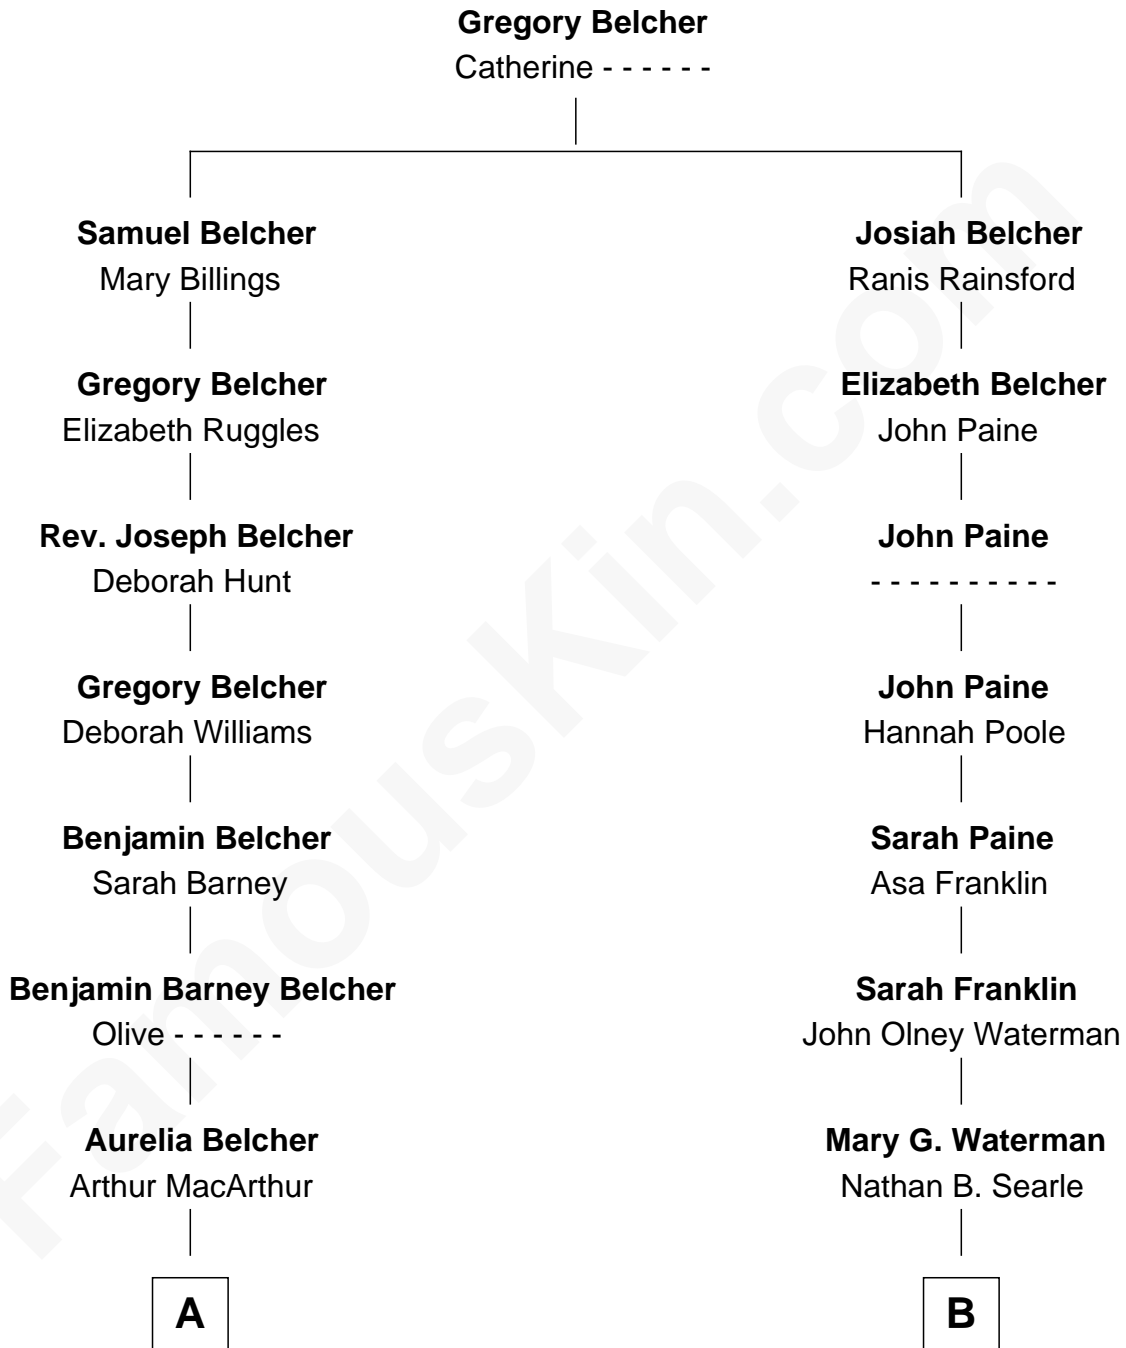 Gregory Belcher
Catherine - - - - - -
Samuel Belcher
Mary Billings
Josiah Belcher
Ranis Rainsford
Gregory Belcher
Elizabeth Ruggles
Elizabeth Belcher
John Paine
Rev. Joseph Belcher
Deborah Hunt
John Paine
- - - - - - - - - -
Gregory Belcher
Deborah Williams
John Paine
Hannah Poole
Benjamin Belcher
Sarah Barney
Sarah Paine
Asa Franklin
Benjamin Barney Belcher
Olive - - - - - -
Sarah Franklin
John Olney Waterman
Aurelia Belcher
Arthur MacArthur
Mary G. Waterman
Nathan B. Searle
A
B
FamousKin.com